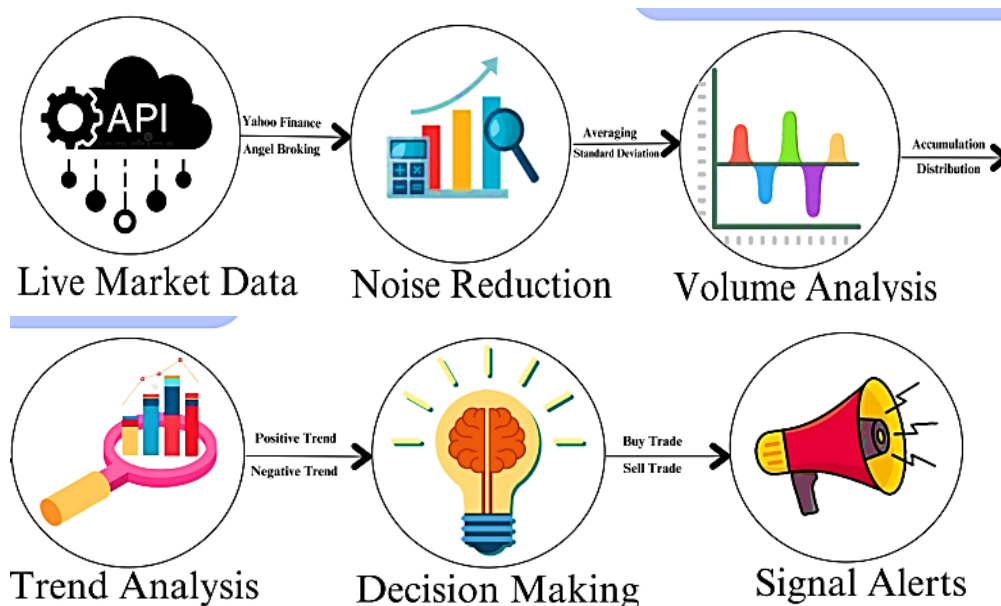 API
Yahoo Finance
Angel Broking
Averaging
Standard Deviation
Accumulation
Distribution
Live Market Data
Noise Reduction
Volume Analysis
Positive Trend
Negative Trend
Buy Trade
Sell Trade
Trend Analysis
Decision Making
Signal Alerts